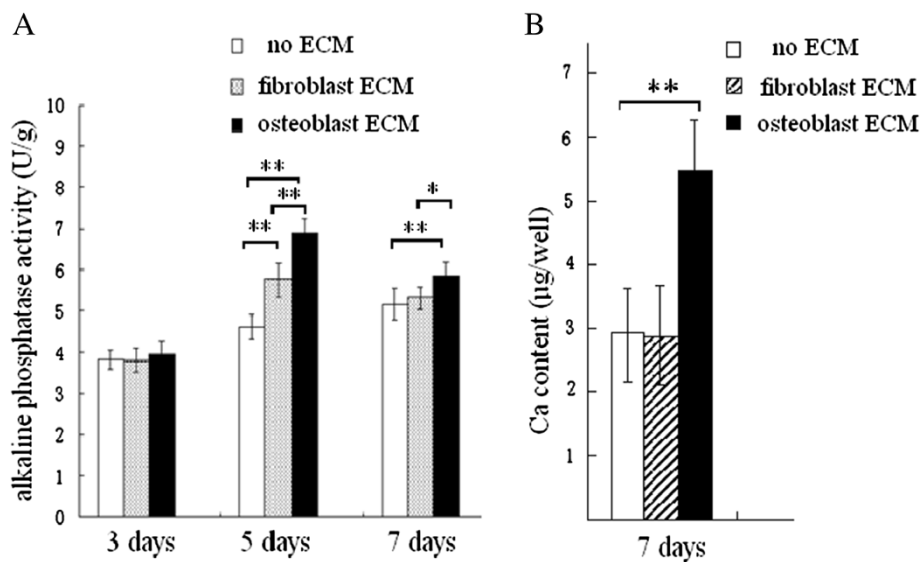 A
no ECM
fibroblast ECM
osteoblast ECM
alkaline phosphatase activity (U/g)
10
9
8
7
6
5
4
3
2
1
0
**
**
**
*
**
3 days
5 days
7 days
B
no ECM
fibroblast ECM
osteoblast ECM
Ca content (µg/well)
7
6
5
4
3
2
1
0
**
7 days